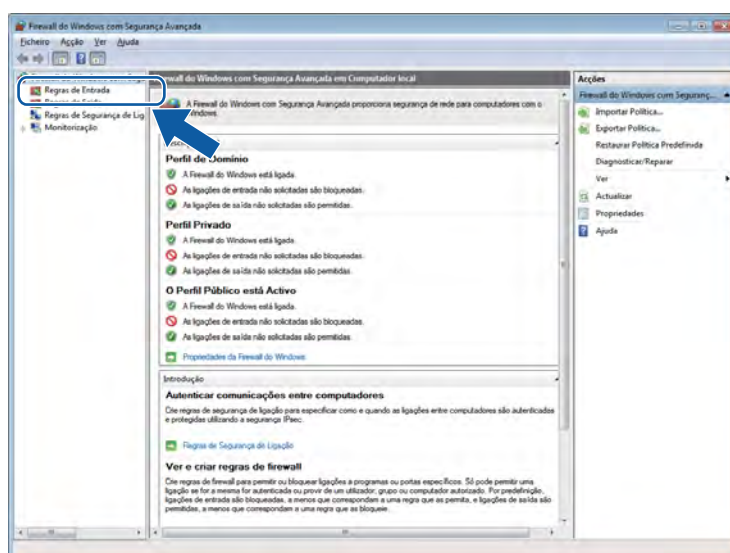 Firewall do Windows com Segurança Avançada
Ficheiro Acção Ver Ajuda
Regras de Entrada
Regras de Segurança de Lig
Monitorização
Firewall do Windows com Segurança Avançada em Computador local
A Firewall do Windows com Segurança Avançada proporciona segurança de rede para computadores com o
Windows.
Perfil de Domínio
A Firewall do Windows está ligada.
As ligações de entrada não solicitadas são bloqueadas.
As ligações de saída não solicitadas são permitidas.
Perfil Privado
A Firewall do Windows está ligada.
As ligações de entrada não solicitadas são bloqueadas.
As ligações de saída não solicitadas são permitidas.
O Perfil Público está Activo
A Firewall do Windows está ligada.
As ligações de entrada não solicitadas são bloqueadas.
As ligações de saída não solicitadas são permitidas.
Propriedades da Firewall do Windows
Introdução
Autenticar comunicações entre computadores
Crie regras de segurança de ligação para especificar como e quando as ligações entre computadores são autenticadas
e protegidas utilizando a segurança IPsec.
Regras de Segurança de Ligação
Ver e criar regras de firewall
Crie regras de firewall para permitir ou bloquear ligações a programas ou portas específicos. Só pode permitir uma
ligação se for a mesma for autenticada ou provir de um utilizador, grupo ou computador autorizado. Por predefinição,
ligações de entrada são bloqueadas, a menos que correspondam a uma regra que as permita, e ligações de saída são
permitidas, a menos que correspondam a uma regra que as bloqueie.
Acções
Firewall do Windows com Seguranç...
Importar Política...
Exportar Política...
Restaurar Política Predefinida
Diagnosticar/Reparar
Ver
Actualizar
Propriedades
Ajuda